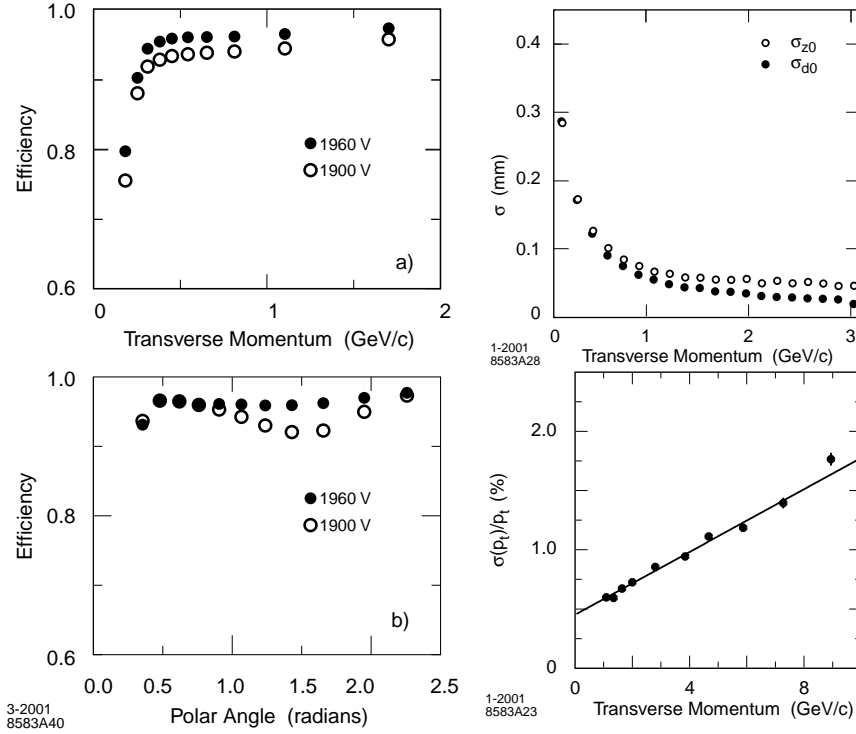 1.0
0.8
0.6
Efficiency
1960 V
1900 V
a)
0
1
2
Transverse Momentum (GeV/c)
1.0
0.8
0.6
Efficiency
1960 V
1900 V
b)
0.0
0.5
1.0
1.5
2.0
2.5
Polar Angle (radians)
3-2001
8583A40
0.4
0.3
0.2
0.1
0
σ (mm)
σz0
σd0
0
1
2
3
Transverse Momentum (GeV/c)
1-2001
8583A28
2.0
1.0
0
σ(pt)/pt (%)
0
4
8
Transverse Momentum (GeV/c)
1-2001
8583A23